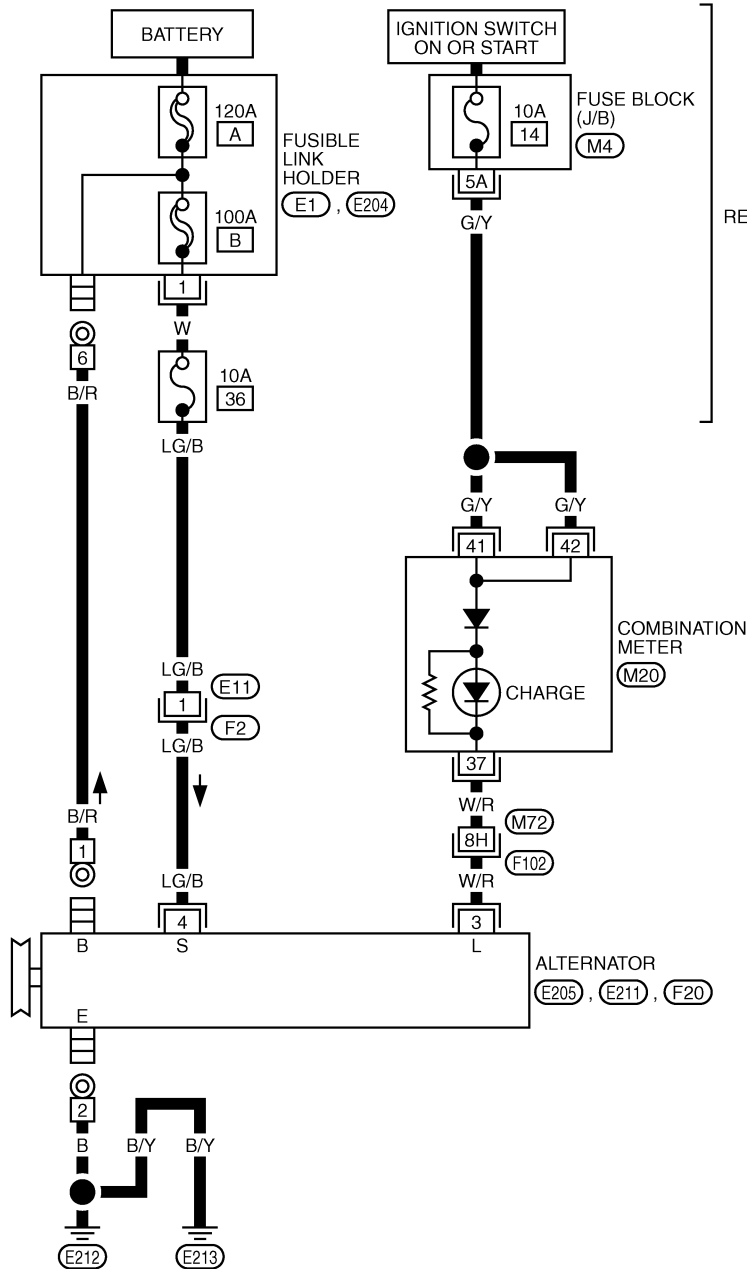 BATTERY
IGNITION SWITCH
ON OR START
120A
A
FUSIBLE
LINK
HOLDER
E1 , E204
100A
B
10A
14
FUSE BLOCK
(J/B)
M4
5A
G/Y
RE
1
W
6
B/R
10A
36
LG/B
G/Y
G/Y
41
42
COMBINATION
METER
M20
CHARGE
37
LG/B
E11
1
F2
LG/B
W/R
M72
8H
F102
W/R
B/R
1
LG/B
4
3
B
S
L
ALTERNATOR
E205 , E211 , F20
E
2
B
B/Y
B/Y
E212
E213